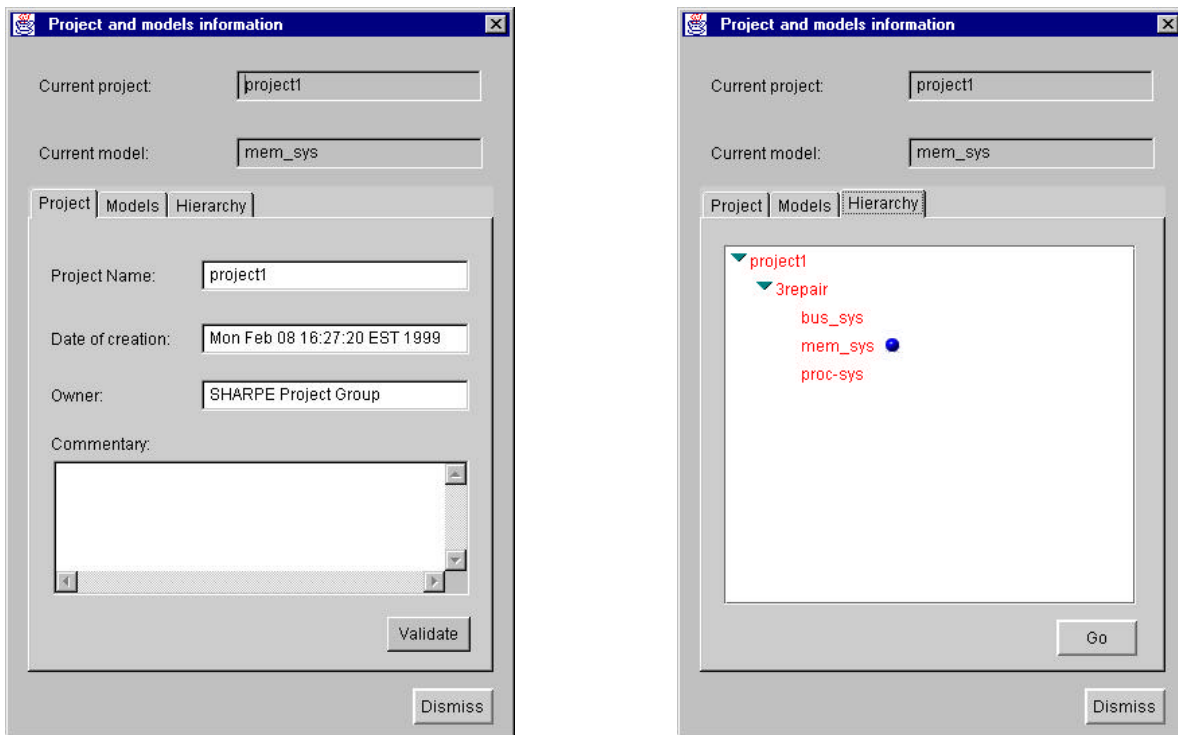 Project and models information
Current project: project1
Current model: mem_sys
Project Models Hierarchy
Project Name: project1
Date of creation: Mon Feb 08 16:27:20 EST 1999
Owner: SHARPE Project Group
Commentary:
Validate
Dismiss
Project and models information
Current project: project1
Current model: mem_sys
Project Models Hierarchy
project1
3repair
bus_sys
mem_sys
proc-sys
Go
Dismiss